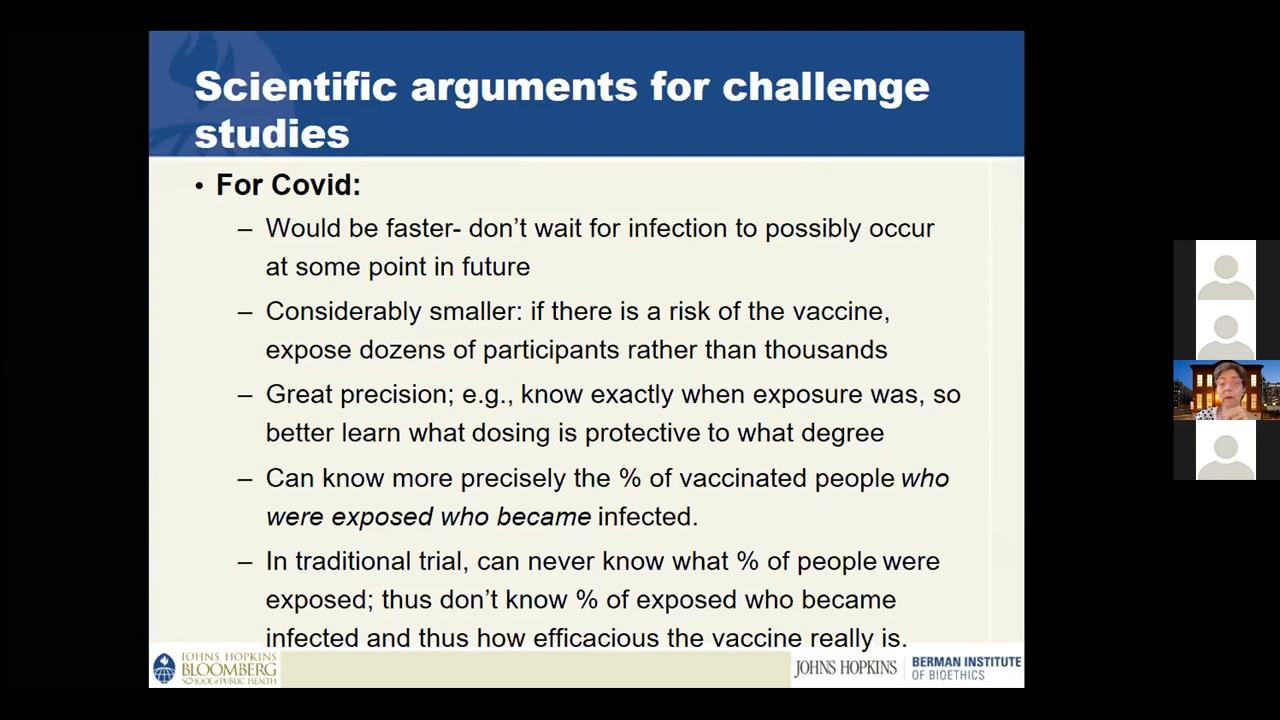 Scientific arguments for challenge
studies
• For Covid:
– Would be faster- don’t wait for infection to possibly occur
at some point in future
– Considerably smaller: if there is a risk of the vaccine,
expose dozens of participants rather than thousands
– Great precision; e.g., know exactly when exposure was, so
better learn what dosing is protective to what degree
– Can know more precisely the % of vaccinated people who
were exposed who became infected.
– In traditional trial, can never know what % of people were
exposed; thus don’t know % of exposed who became
infected and thus how efficacious the vaccine really is.
JOHNS HOPKINS
BLOOMBERG
SCHOOL of PUBLIC HEALTH
JOHNS HOPKINS
BERMAN INSTITUTE
OF BIOETHICS